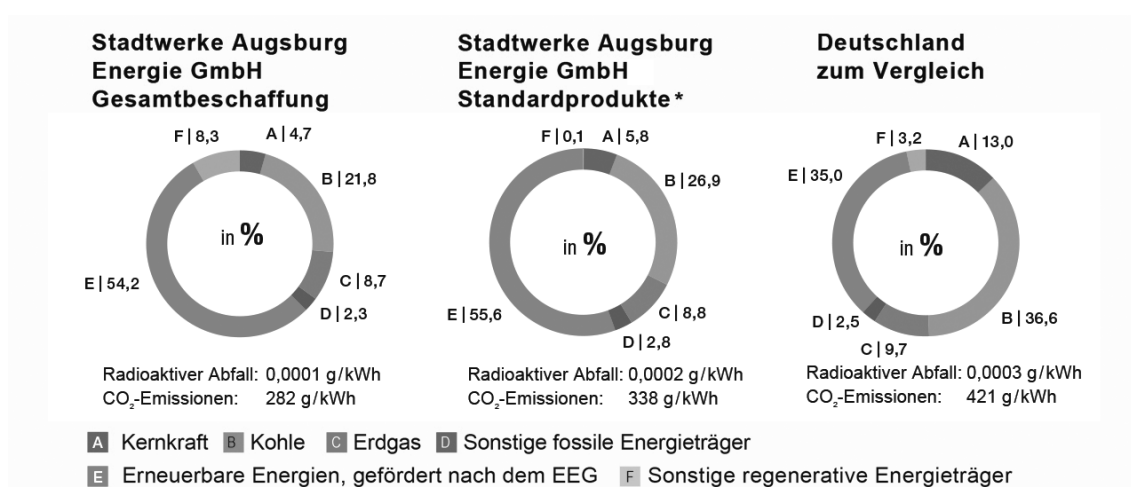 Stadtwerke Augsburg
Energie GmbH
Gesamtbeschaffung
F | 8,3
A | 4,7
B | 21,8
in %
E | 54,2
C | 8,7
D | 2,3
Radioaktiver Abfall: 0,0001 g/kWh
CO₂-Emissionen: 282 g/kWh
Stadtwerke Augsburg
Energie GmbH
Standardprodukte*
F | 0,1
A | 5,8
B | 26,9
in %
E | 55,6
C | 8,8
D | 2,8
Radioaktiver Abfall: 0,0002 g/kWh
CO₂-Emissionen: 338 g/kWh
Deutschland
zum Vergleich
F | 3,2
A | 13,0
E | 35,0
in %
D | 2,5
B | 36,6
C | 9,7
Radioaktiver Abfall: 0,0003 g/kWh
CO₂-Emissionen: 421 g/kWh
A Kernkraft B Kohle C Erdgas D Sonstige fossile Energieträger
E Erneuerbare Energien, gefördert nach dem EEG F Sonstige regenerative Energieträger